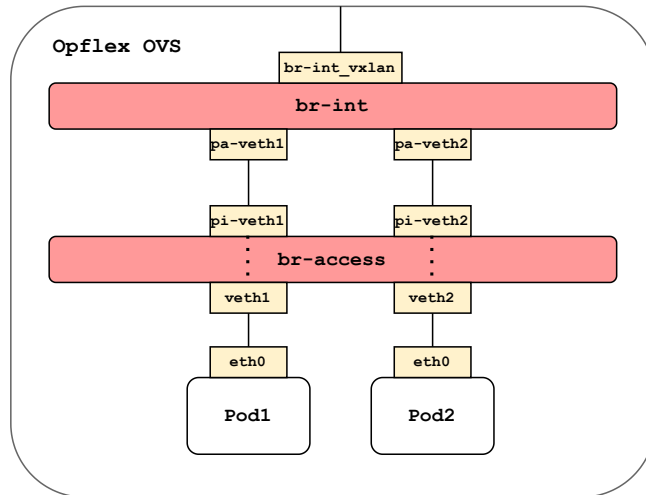 Opflex OVS
br-int_vxlan
br-int
pa-veth1
pa-veth2
pi-veth1
pi-veth2
br-access
veth1
veth2
eth0
eth0
Pod1
Pod2